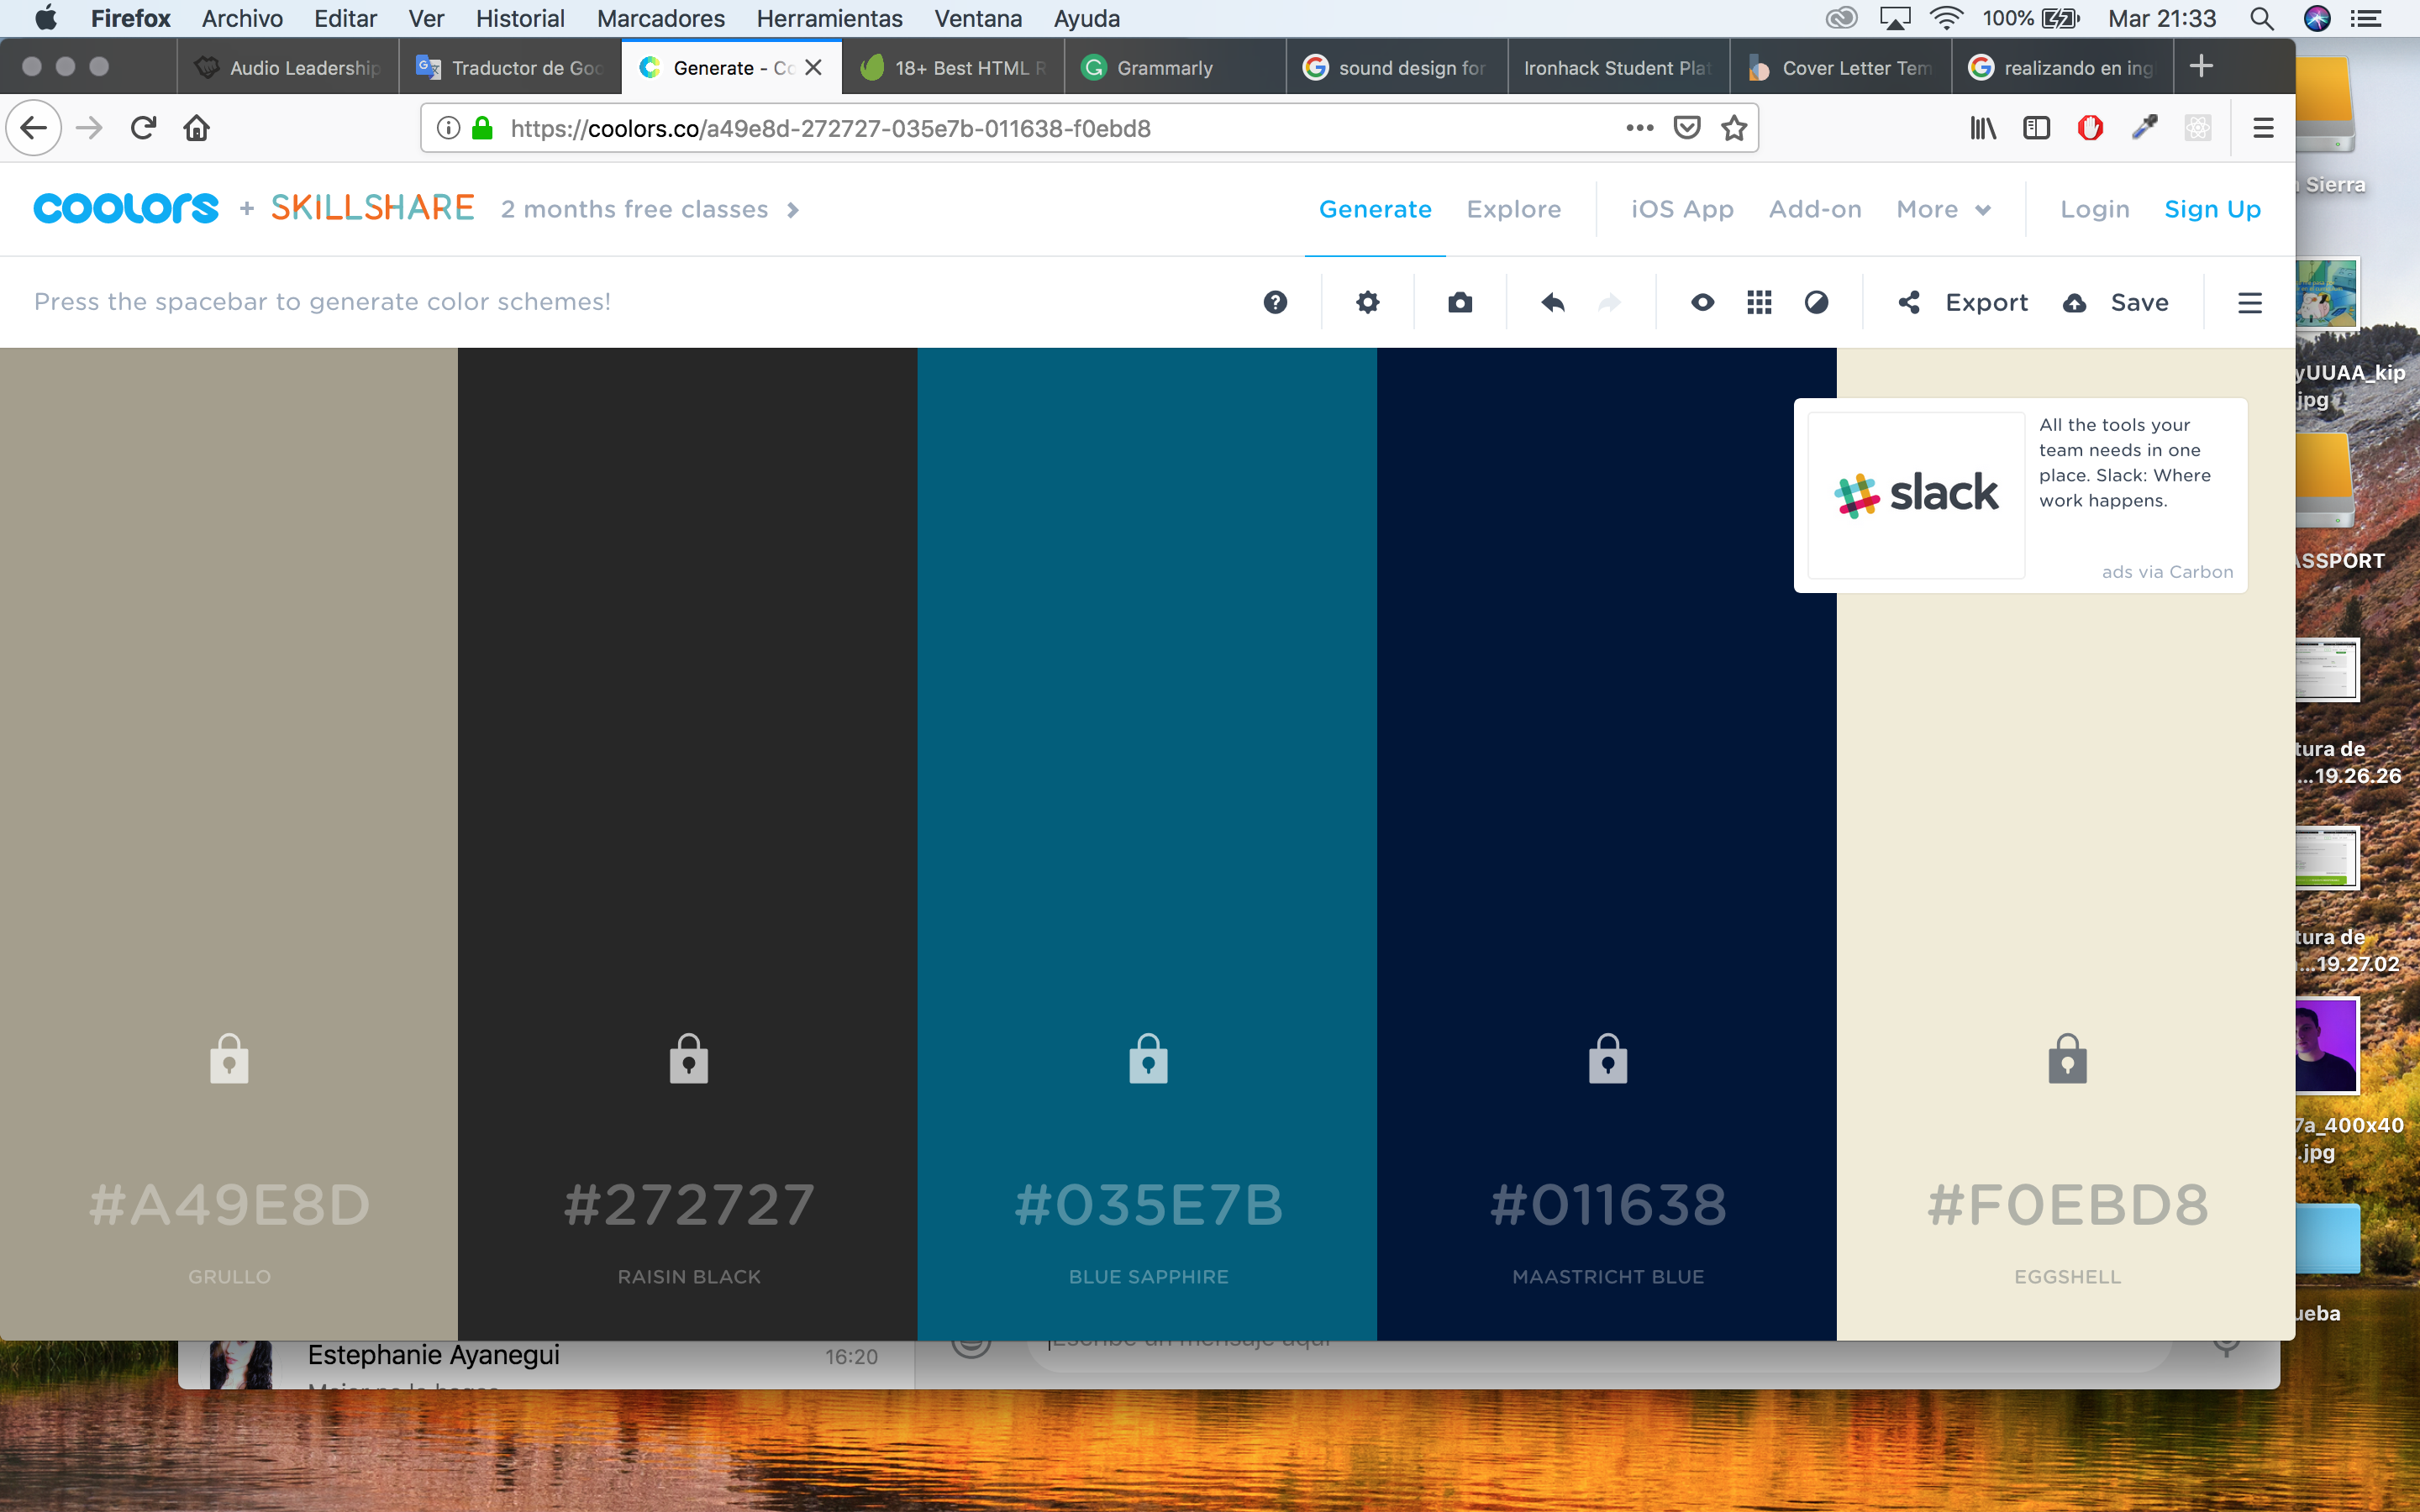 Firefox Archivo Editar Ver Historial Marcadores Herramientas Ventana Ayuda 100% Mar 21:33
Audio Leadership Traductor de Goo Generate - Co 18+ Best HTML R Grammarly sound design for Ironhack Student Plat Cover Letter Tem realizando en ing
https://coolors.co/a49e8d-272727-035e7b-011638-f0ebd8
coolors + SKILLSHARE 2 months free classes Generate Explore iOS App Add-on More Login Sign Up
Press the spacebar to generate color schemes! Export Save
slack
All the tools your
team needs in one
place. Slack: Where
work happens.
ads via Carbon
#A49E8D #272727 #035E7B #011638 #F0EBD8
GRULLO RAISIN BLACK BLUE SAPPHIRE MAASTRICHT BLUE EGGSHELL
Sierra
yUUAA_kip
jpg
ASSPORT
tura de
...19.26.26
tura de
...19.27.02
7a_400x40
.jpg
ueba
Estephanie Ayanegui 16:20